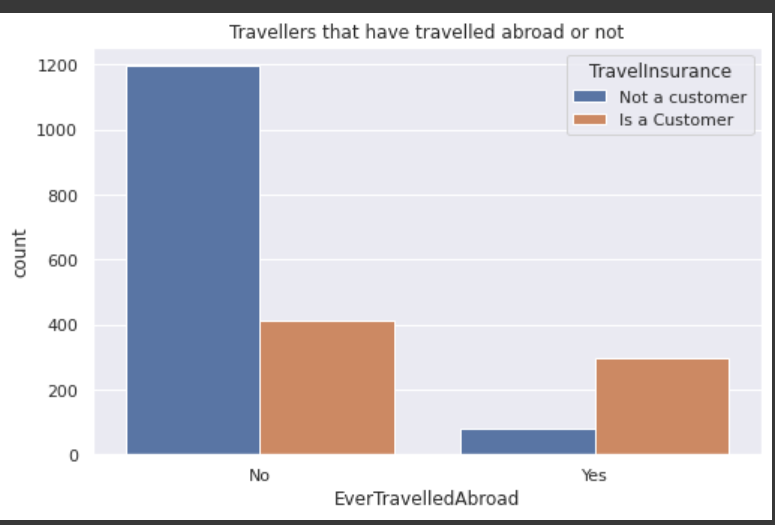 Travellers that have travelled abroad or not
TravelInsurance
Not a customer
Is a Customer
count
1200
1000
800
600
400
200
0
No
Yes
EverTravelledAbroad